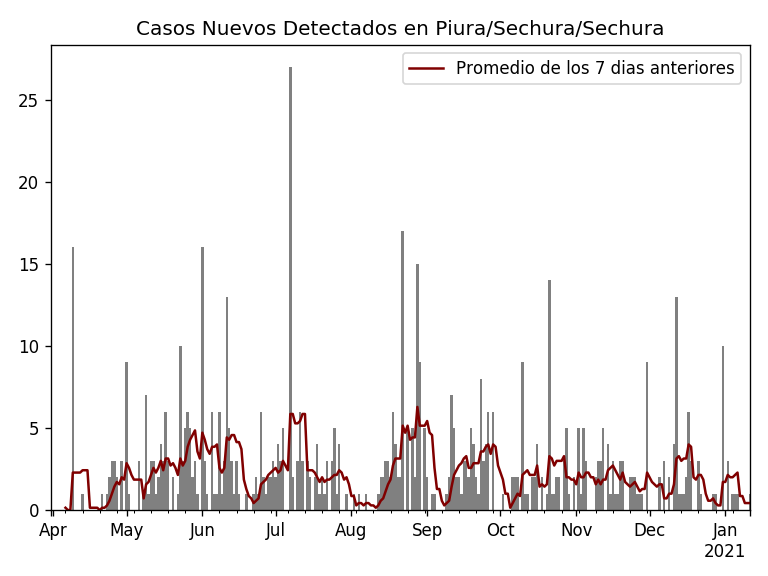 Casos Nuevos Detectados en Piura/Sechura/Sechura
Promedio de los 7 dias anteriores
25
20
15
10
5
0
Apr May Jun Jul Aug Sep Oct Nov Dec Jan
2021